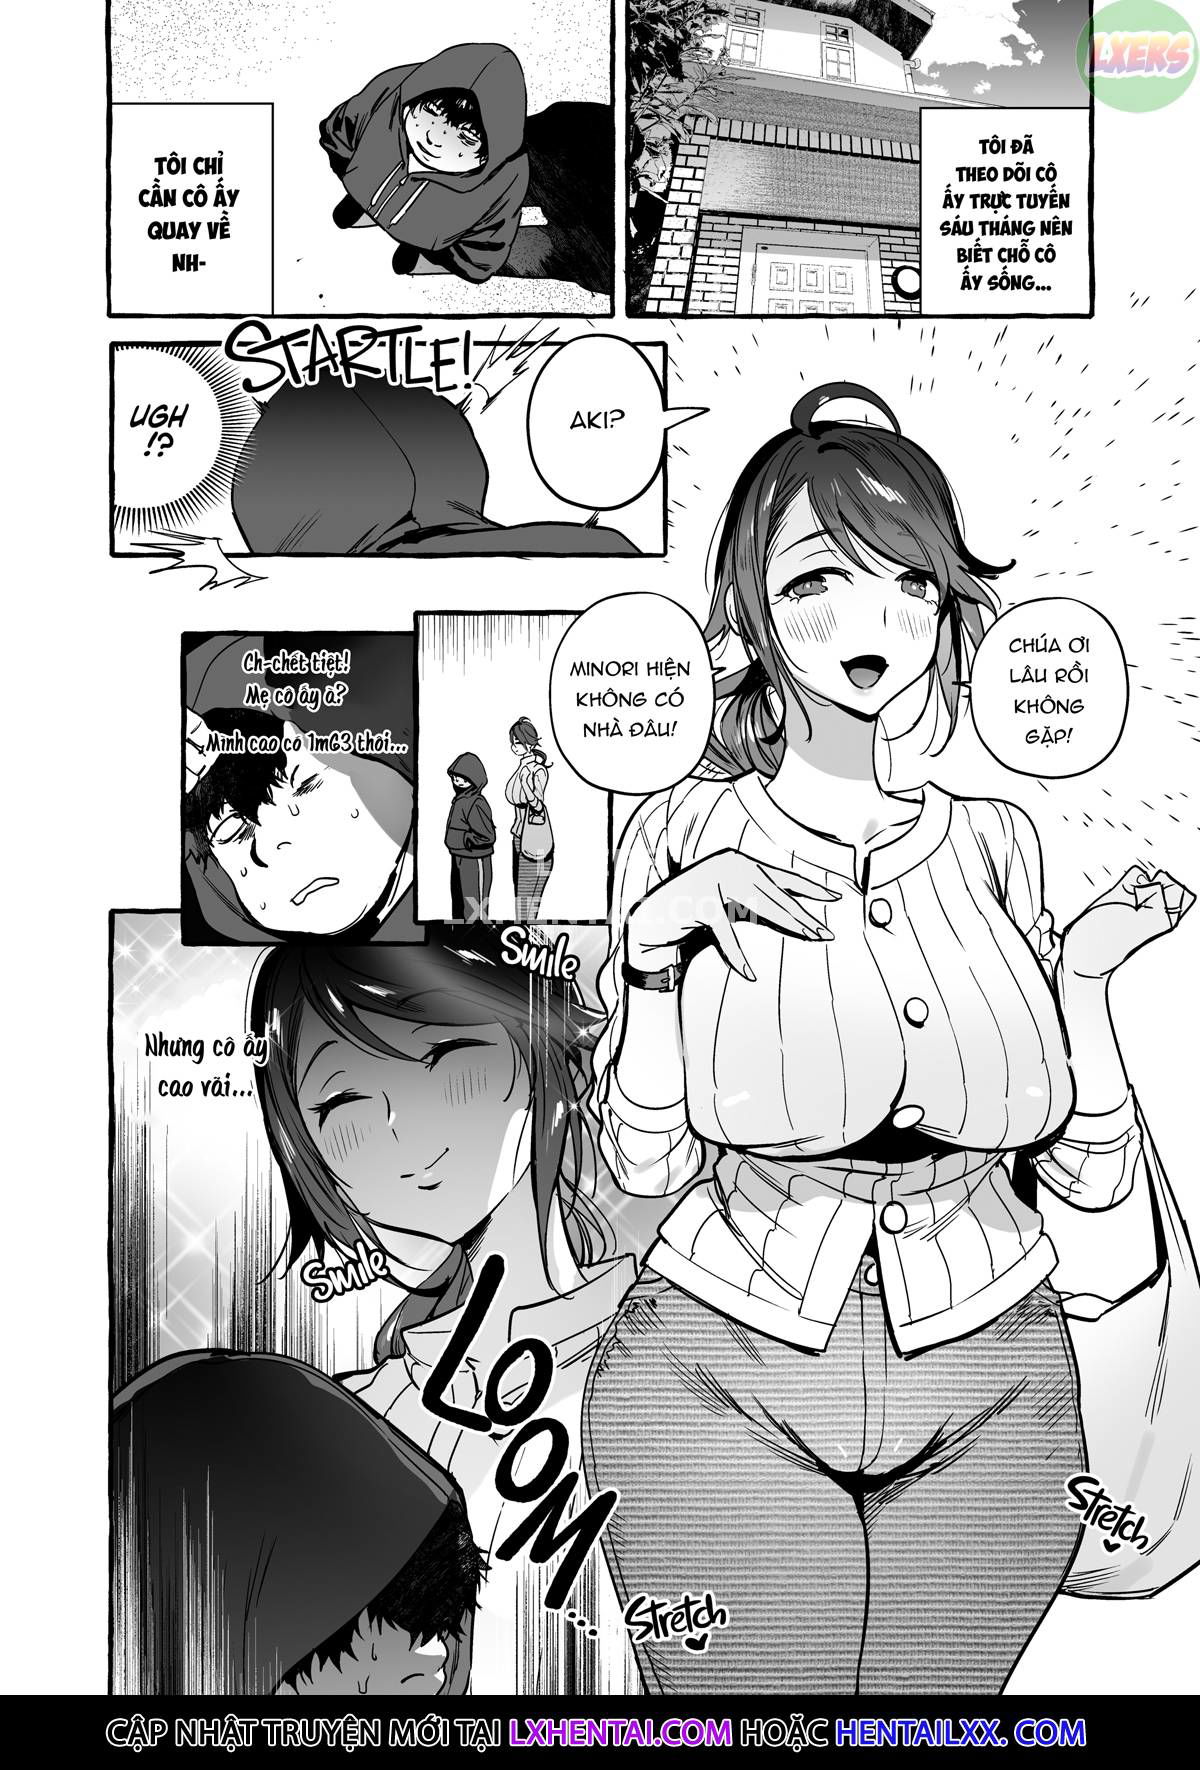 LXERS
TÔI ĐÃ
THEO DÕI CÔ
ẤY TRỰC TUYẾN
SÁU THÁNG NÊN
BIẾT CHỖ CÔ
ẤY SỐNG...
TÔI CHỈ
CẦN CÔ ẤY
QUAY VỀ
NH-
STARTLE!
AKI?
UGH
!?
CHÚA ƠI
LÂU RỒI
KHÔNG
GẶP!
MINORI HIỆN
KHÔNG CÓ
NHÀ ĐÂU!
Ch-chết tiệt!
Mẹ cô ấy à?
Mình cao có 1m63 thôi...
LXHENTAI.COM
Smile
Nhưng cô ấy
cao vãi...
Smile
LOOM...
Stretch
Stretch
CẬP NHẬT TRUYỆN MỚI TẠI LXHENTAI.COM HOẶC HENTAILXX. COM